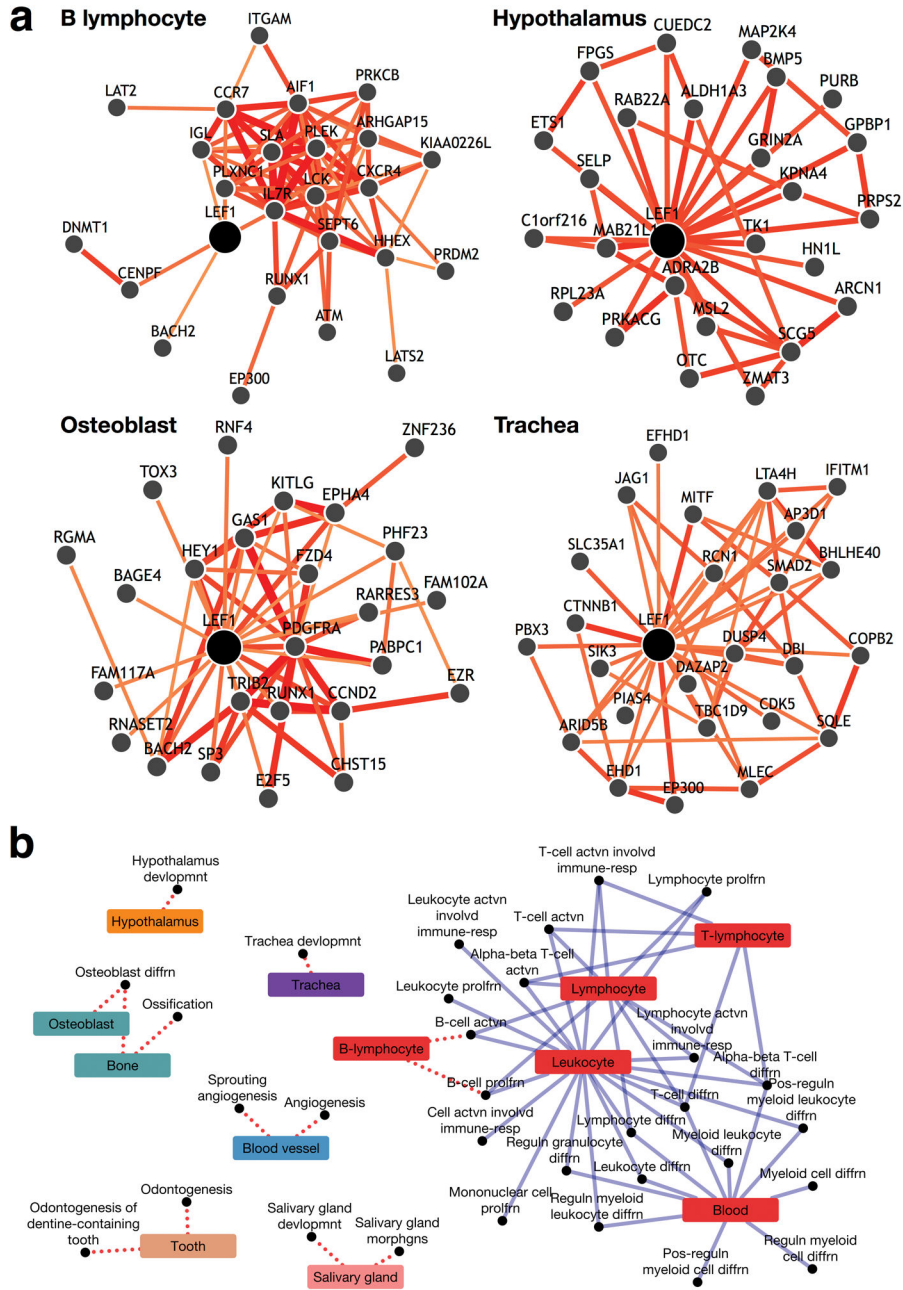 a
B lymphocyte
ITGAM
LAT2
CCR7
AIF1
PRKCB
IGL
SLA
PLEK
ARHGAP15
KIAA0226L
PLXNC1
LCK
CXCR4
IL7R
LEF1
SEPT6
HHEX
DNMT1
CENPF
RUNX1
PRDM2
BACH2
ATM
LATS2
EP300
Hypothalamus
CUEDC2
MAP2K4
FPGS
BMP5
PURB
RAB22A
ALDH1A3
ETS1
GRIN2A
GPBP1
SELP
KPNA4
LEF1
PRPS2
C1orf216
MAB21L1
TK1
HN1L
ADRA2B
RPL23A
ARCN1
PRKACG
MSL2
SCG5
OTC
ZMAT3
Osteoblast
RNF4
ZNF236
TOX3
KITLG
EPHA4
GAS1
RGMA
HEY1
FZD4
PHF23
BAGE4
RARRES3
FAM102A
LEF1
PDGFRA
PABPC1
FAM117A
TRIB2
RUNX1
CCND2
EZR
RNASET2
BACH2
SP3
E2F5
CHST15
Trachea
EFHD1
JAG1
LTA4H
IFITM1
MITF
AP3D1
SLC35A1
RCN1
SMAD2
BHLHE40
CTNNB1
LEF1
PBX3
SIK3
DUSP4
DBI
COPB2
DAZAP2
PIAS4
TBC1D9
CDK5
ARID5B
SQLE
EHD1
EP300
MLEC
b
Hypothalamus
devlopmnt
Hypothalamus
Trachea devlopmnt
Trachea
Osteoblast diffrn
Ossification
Osteoblast
Bone
Sprouting
angiogenesis
Angiogenesis
Blood vessel
Odontogenesis
Odontogenesis of
dentine-containing
tooth
Tooth
Salivary gland
devlopmnt
Salivary gland
morphgns
Salivary gland
T-cell actvn involvd
immune-resp
Lymphocyte prolfrn
Leukocyte actvn
involvd
immune-resp
T-cell actvn
T-lymphocyte
Alpha-beta T-cell
actvn
Leukocyte prolfrn
Lymphocyte
B-cell actvn
Lymphocyte actvn
involvd
immune-resp
B-lymphocyte
Leukocyte
Alpha-beta T-cell
diffrn
B-cell prolfrn
T-cell diffrn
Pos-reguln
myeloid leukocyte
diffrn
Cell actvn involvd
immune-resp
Lymphocyte diffrn
Reguln granulocyte
diffrn
Myeloid leukocyte
diffrn
Leukocyte diffrn
Myeloid cell diffrn
Mononuclear cell
prolfrn
Reguln myeloid
leukocyte diffrn
Blood
Pos-reguln
myeloid cell diffrn
Reguln myeloid
cell diffrn